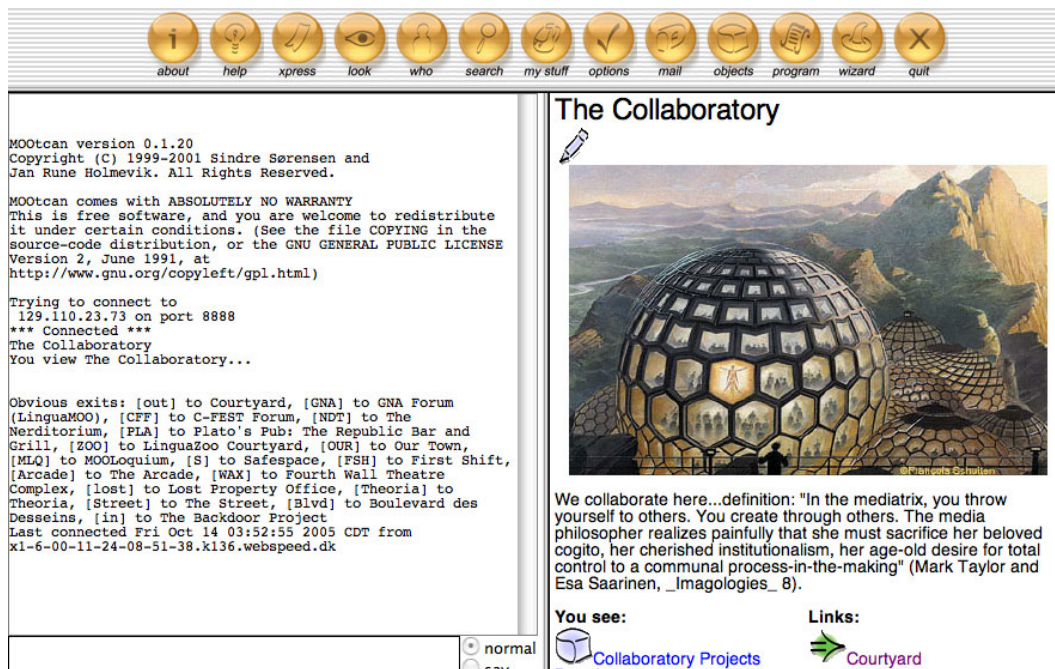 about help xpress look who search my stuff options mail objects program wizard quit
MOOtcan version 0.1.20
Copyright (C) 1999-2001 Sindre Sørensen and
Jan Rune Holmevik. All Rights Reserved.
MOOtcan comes with ABSOLUTELY NO WARRANTY
This is free software, and you are welcome to redistribute
it under certain conditions. (See the file COPYING in the
source-code distribution, or the GNU GENERAL PUBLIC LICENSE
Version 2, June 1991, at
http://www.gnu.org/copyleft/gpl.html)
Trying to connect to
129.110.23.73 on port 8888
*** Connected ***
The Collaboratory
You view The Collaboratory...
Obvious exits: [out] to Courtyard, [GNA] to GNA Forum
(LinguaMOO), [CFF] to C-FEST Forum, [NDT] to The
Nerditorium, [PLA] to Plato's Pub: The Republic Bar and
Grill, [ZOO] to LinguaZoo Courtyard, [OUR] to Our Town,
[MLQ] to MOOLoquium, [S] to Safespace, [FSH] to First Shift,
[Arcade] to The Arcade, [WAX] to Fourth Wall Theatre
Complex, [lost] to Lost Property Office, [Theoria] to
Theoria, [Street] to The Street, [Blvd] to Boulevard des
Desseins, [in] to The Backdoor Project
Last connected Fri Oct 14 03:52:55 2005 CDT from
x1-6-00-11-24-08-51-38.k136.webspeed.dk
normal
The Collaboratory
©François Schuiten
We collaborate here...definition: "In the mediatrix, you throw
yourself to others. You create through others. The media
philosopher realizes painfully that she must sacrifice her beloved
cogito, her cherished institutionalism, her age-old desire for total
control to a communal process-in-the-making" (Mark Taylor and
Esa Saarinen, _Imagologies_ 8).
You see:
Collaboratory Projects
Links:
Courtyard